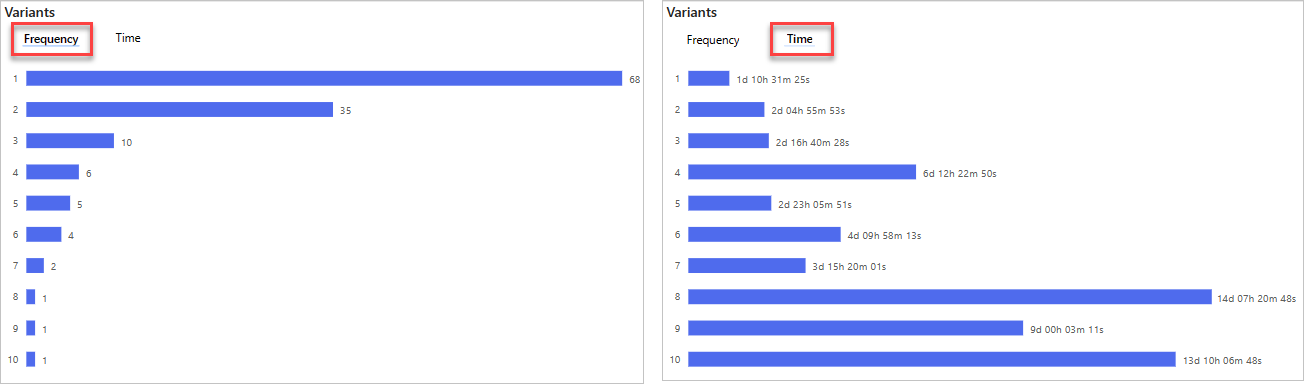 Variants
Frequency Time
1 68
2 35
3 10
4 6
5 5
6 4
7 2
8 1
9 1
10 1
Variants
Frequency Time
1 1d 10h 31m 25s
2 2d 04h 55m 53s
3 2d 16h 40m 28s
4 6d 12h 22m 50s
5 2d 23h 05m 51s
6 4d 09h 58m 13s
7 3d 15h 20m 01s
8 14d 07h 20m 48s
9 9d 00h 03m 11s
10 13d 10h 06m 48s